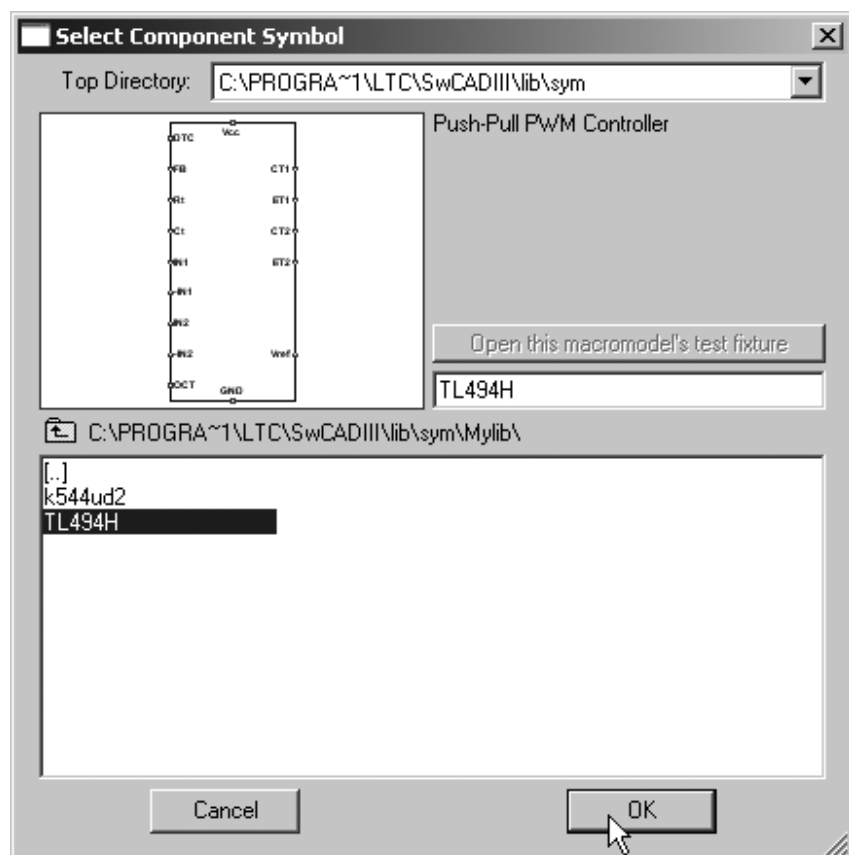 Select Component Symbol
Top Directory: C:\PROGRA~1\LTC\SwCADIII\lib\sym
Push-Pull PWM Controller
Vcc
DTC
FB CT1
Rt ET1
Ct CT2
IN1 ET2
-IN1
IN2
-IN2 Vref
OCT GND
Open this macromodel's test fixture
TL494H
C:\PROGRA~1\LTC\SwCADIII\lib\sym\Mylib\
[..]
k544ud2
TL494H
Cancel OK